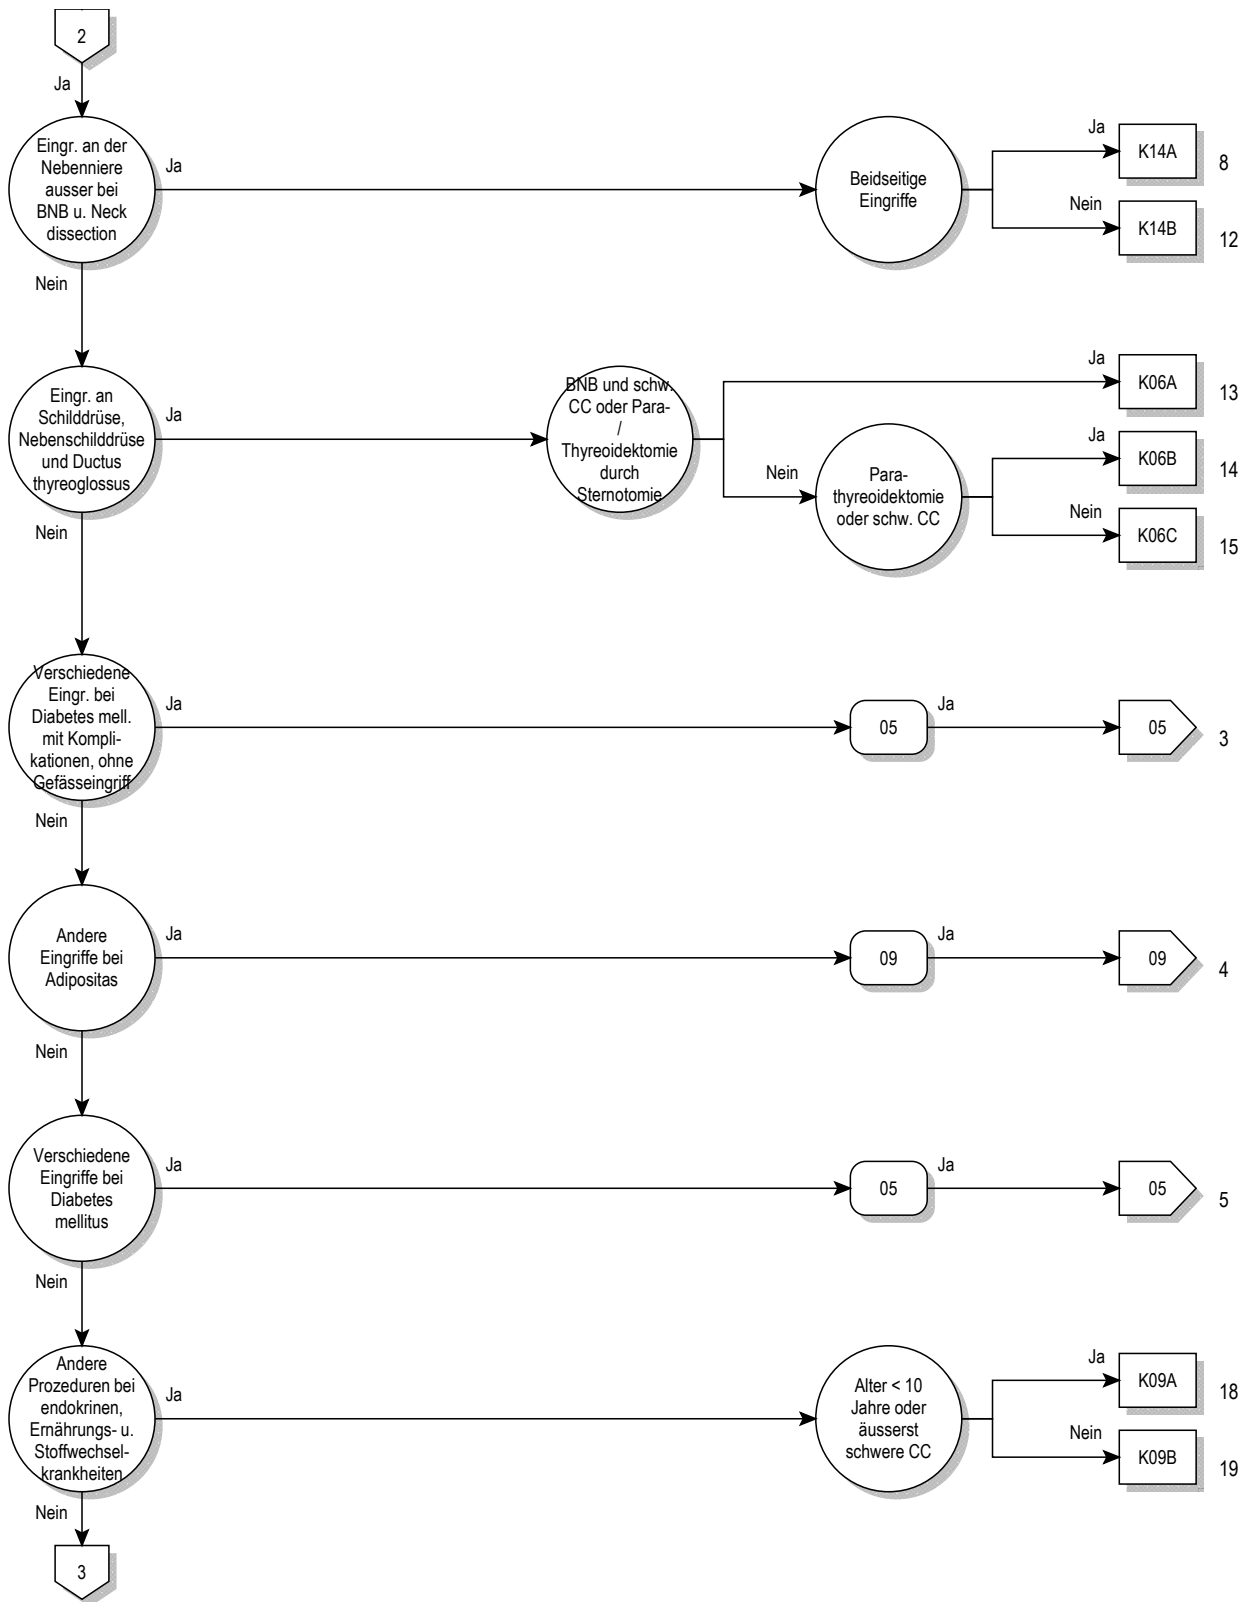 2
Ja
Eingr. an der
Nebenniere
ausser bei
BNB u. Neck
dissection
Ja
Beidseitige
Eingriffe
Ja
K14A
8
Nein
K14B
12
Nein
Eingr. an
Schilddrüse,
Nebenschilddrüse
und Ductus
thyreoglossus
Ja
BNB und schw.
CC oder Para-
/
Thyreoidektomie
durch
Sternotomie
Ja
K06A
13
Nein
Para-
thyreoidektomie
oder schw. CC
Ja
K06B
14
Nein
K06C
15
Nein
Verschiedene
Eingr. bei
Diabetes mell.
mit Kompli-
kationen, ohne
Gefässeingriff
Ja
05
Ja
05
3
Nein
Andere
Eingriffe bei
Adipositas
Ja
09
Ja
09
4
Nein
Verschiedene
Eingriffe bei
Diabetes
mellitus
Ja
05
Ja
05
5
Nein
Andere
Prozeduren bei
endokrinen,
Ernährungs- u.
Stoffwechsel-
krankheiten
Ja
Alter < 10
Jahre oder
äusserst
schwere CC
Ja
K09A
18
Nein
K09B
19
Nein
3